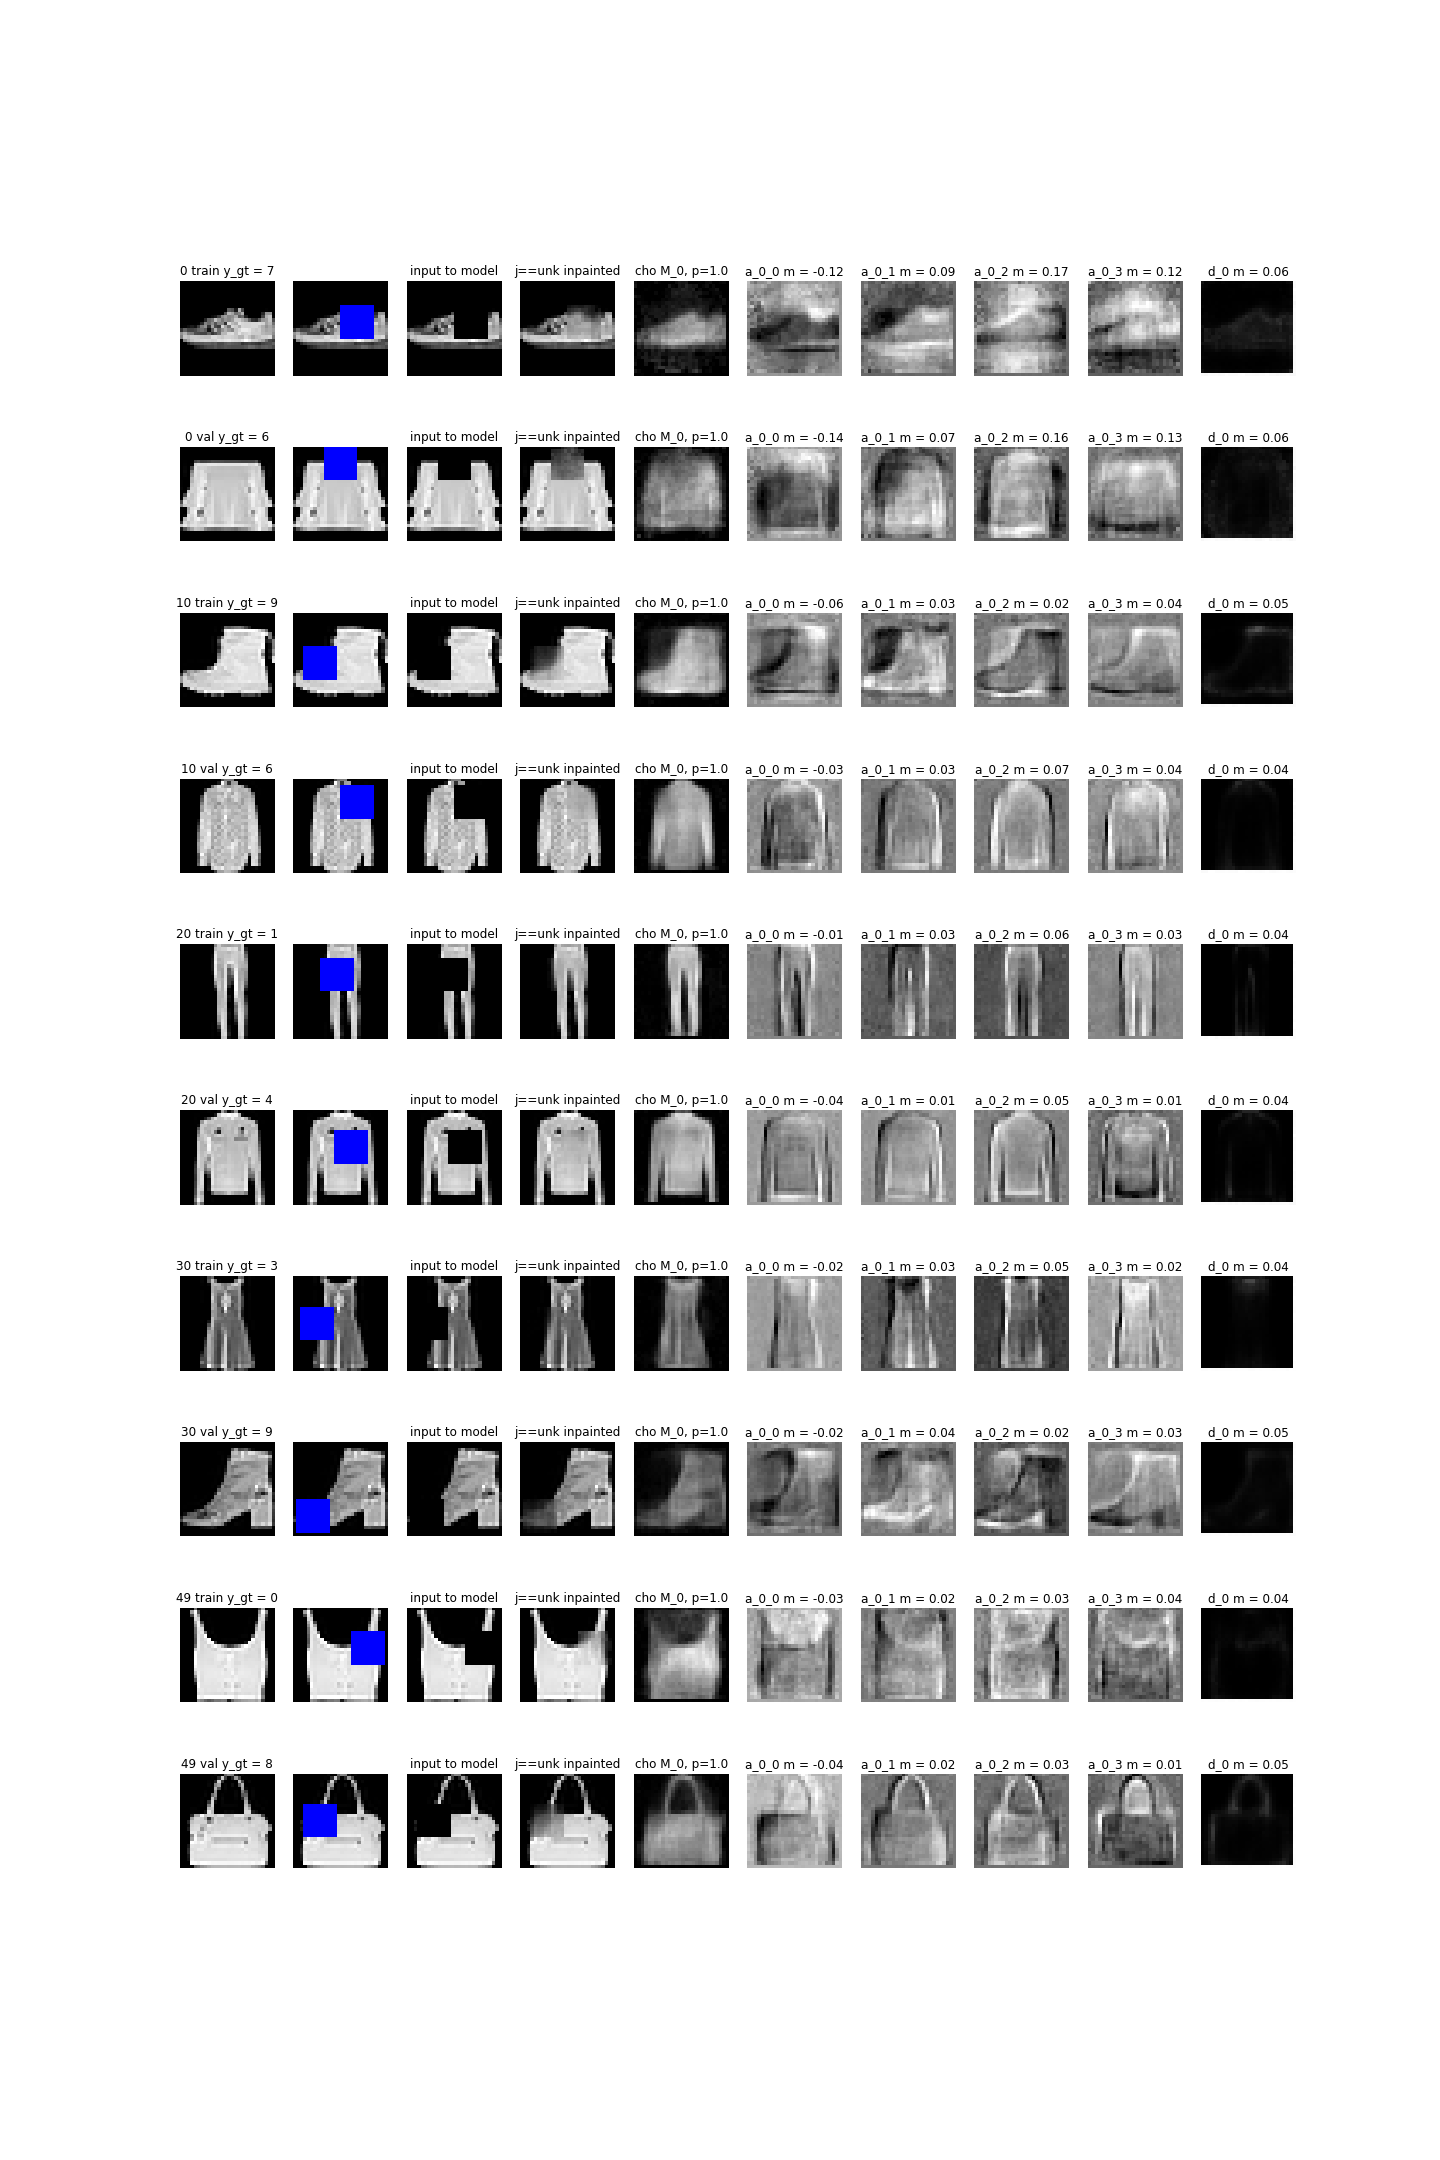 0 train y_gt = 7 input to model j==unk inpainted cho M_0, p=1.0 a_0_0 m = -0.12 a_0_1 m = 0.09 a_0_2 m = 0.17 a_0_3 m = 0.12 d_0 m = 0.06
0 val y_gt = 6 input to model j==unk inpainted cho M_0, p=1.0 a_0_0 m = -0.14 a_0_1 m = 0.07 a_0_2 m = 0.16 a_0_3 m = 0.13 d_0 m = 0.06
10 train y_gt = 9 input to model j==unk inpainted cho M_0, p=1.0 a_0_0 m = -0.06 a_0_1 m = 0.03 a_0_2 m = 0.02 a_0_3 m = 0.04 d_0 m = 0.05
10 val y_gt = 6 input to model j==unk inpainted cho M_0, p=1.0 a_0_0 m = -0.03 a_0_1 m = 0.03 a_0_2 m = 0.07 a_0_3 m = 0.04 d_0 m = 0.04
20 train y_gt = 1 input to model j==unk inpainted cho M_0, p=1.0 a_0_0 m = -0.01 a_0_1 m = 0.03 a_0_2 m = 0.06 a_0_3 m = 0.03 d_0 m = 0.04
20 val y_gt = 4 input to model j==unk inpainted cho M_0, p=1.0 a_0_0 m = -0.04 a_0_1 m = 0.01 a_0_2 m = 0.05 a_0_3 m = 0.01 d_0 m = 0.04
30 train y_gt = 3 input to model j==unk inpainted cho M_0, p=1.0 a_0_0 m = -0.02 a_0_1 m = 0.03 a_0_2 m = 0.05 a_0_3 m = 0.02 d_0 m = 0.04
30 val y_gt = 9 input to model j==unk inpainted cho M_0, p=1.0 a_0_0 m = -0.02 a_0_1 m = 0.04 a_0_2 m = 0.02 a_0_3 m = 0.03 d_0 m = 0.05
49 train y_gt = 0 input to model j==unk inpainted cho M_0, p=1.0 a_0_0 m = -0.03 a_0_1 m = 0.02 a_0_2 m = 0.03 a_0_3 m = 0.04 d_0 m = 0.04
49 val y_gt = 8 input to model j==unk inpainted cho M_0, p=1.0 a_0_0 m = -0.04 a_0_1 m = 0.02 a_0_2 m = 0.03 a_0_3 m = 0.01 d_0 m = 0.05